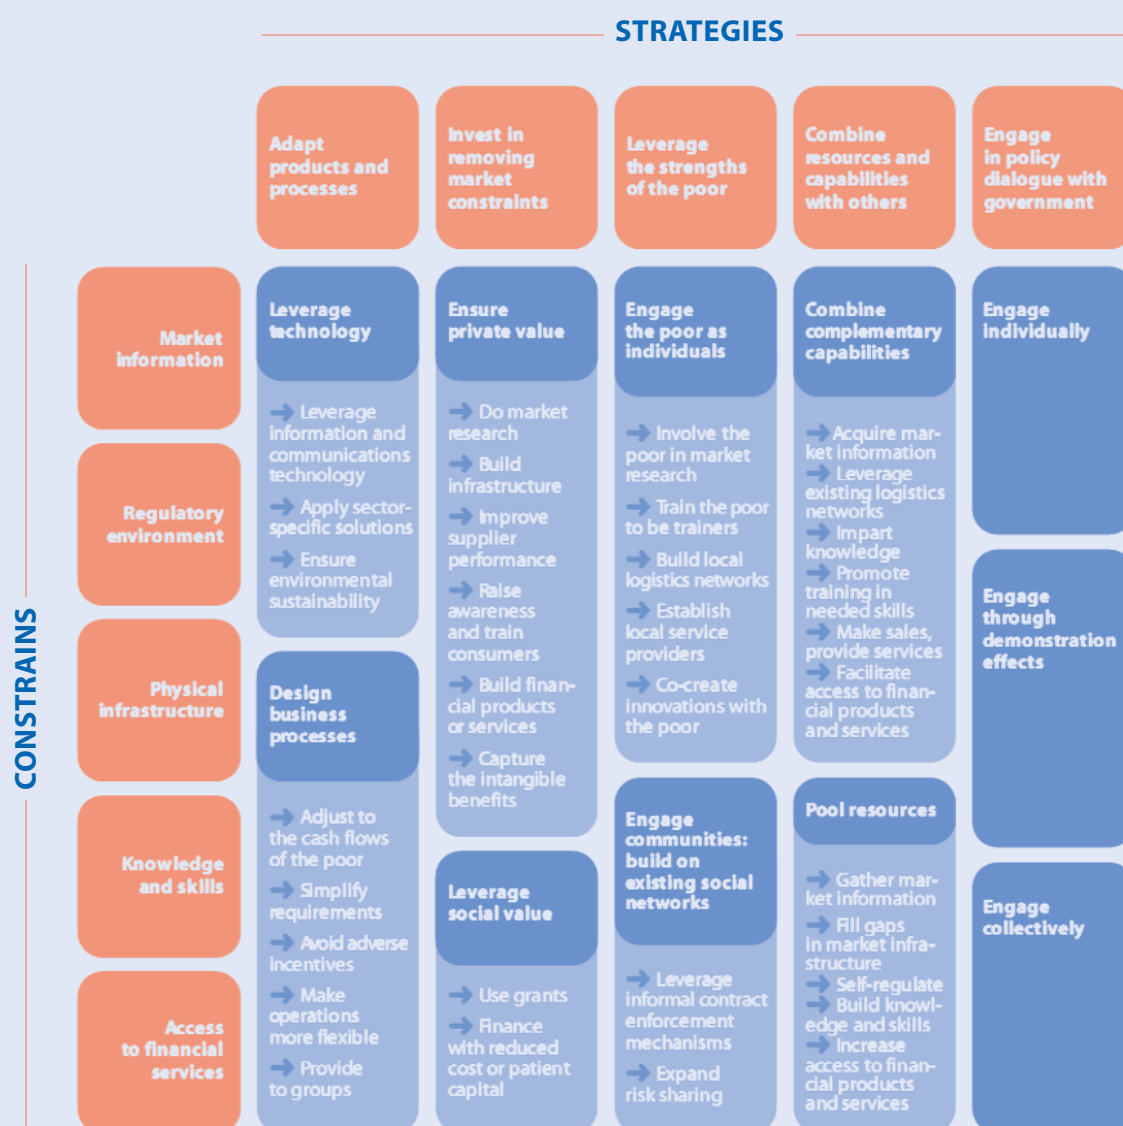 STRATEGIES
Adapt
products and
processes
Invest in
removing
market
constraints
Leverage
the strengths
of the poor
Combine
resources and
capabilities
with others
Engage
in policy
dialogue with
government
CONSTRAINS
Market
information
Regulatory
environment
Physical
infrastructure
Knowledge
and skills
Access
to financial
services
Leverage
technology
➔ Leverage
information and
communications
technology
➔ Apply sector-
specific solutions
➔ Ensure
environmental
sustainability
Design
business
processes
➔ Adjust to
the cash flows
of the poor
➔ Simplify
requirements
➔ Avoid adverse
incentives
➔ Make
operations
more flexible
➔ Provide
to groups
Ensure
private value
➔ Do market
research
➔ Build
infrastructure
➔ Improve
supplier
performance
➔ Raise
awareness
and train
consumers
➔ Build finan-
cial products
or services
➔ Capture
the intangible
benefits
Leverage
social value
➔ Use grants
➔ Finance
with reduced
cost or patient
capital
Engage
the poor as
individuals
➔ Involve the
poor in market
research
➔ Train the poor
to be trainers
➔ Build local
logistics networks
➔ Establish
local service
providers
➔ Co-create
innovations with
the poor
Engage
communities:
build on
existing social
networks
➔ Leverage
informal contract
enforcement
mechanisms
➔ Expand
risk sharing
Combine
complementary
capabilities
➔ Acquire mar-
ket information
➔ Leverage
existing logistics
networks
➔ Impart
knowledge
➔ Promote
training in
needed skills
➔ Make sales,
provide services
➔ Facilitate
access to finan-
cial products
and services
Pool resources
➔ Gather mar-
ket information
➔ Fill gaps
in market infra-
structure
➔ Self-regulate
➔ Build knowl-
edge and skills
➔ Increase
access to finan-
cial products
and services
Engage
individually
Engage
through
demonstration
effects
Engage
collectively